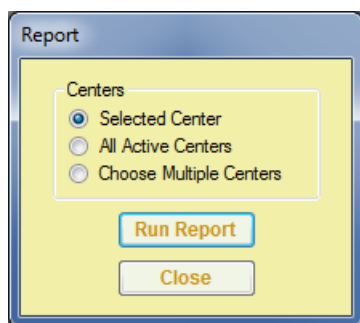 Report
Centers
Selected Center
All Active Centers
Choose Multiple Centers
Run Report
Close